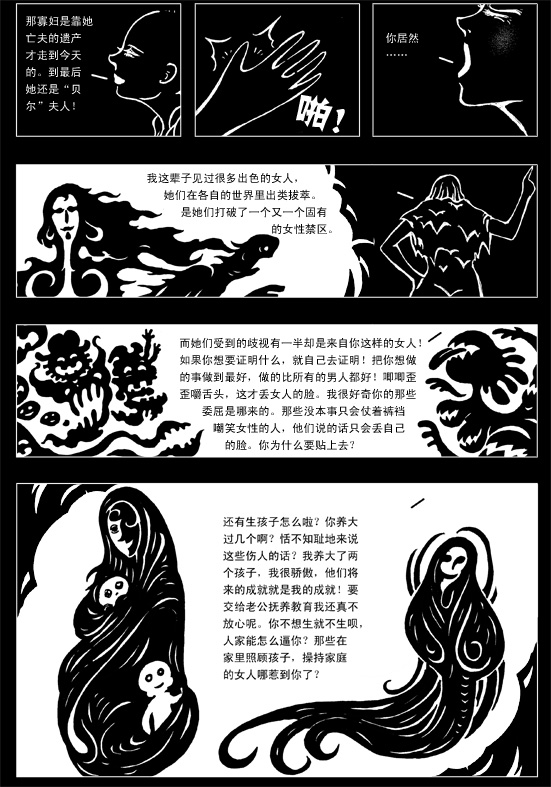 那寡妇是靠她
亡夫的遗产
才走到今天
的。到最后
她还是“贝
尔”夫人！
啪！
你居然
……
我这辈子见过很多出色的女人，
她们在各自的世界里出类拔萃。
是她们打破了一个又一个固有
的女性禁区。
而她们受到的歧视有一半却是来自你这样的女人！
如果你想要证明什么，就自己去证明！把你想做
的事做到最好，做的比所有的男人都好！唧唧歪
歪嚼舌头，这才丢女人的脸。我很好奇你的那些
委屈是哪来的。那些没本事只会仗着裤裆
嘲笑女性的人，他们说的话只会丢自己
的脸。你为什么要贴上去？
还有生孩子怎么啦？你养大
过几个啊？恬不知耻地来说
这些伤人的话？我养大了两
个孩子，我很骄傲，他们将
来的成就就是我的成就！要
交给老公抚养教育我还真不
放心呢。你不想生就不生呗，
人家能怎么逼你？那些在
家里照顾孩子，操持家庭
的女人哪惹到你了？